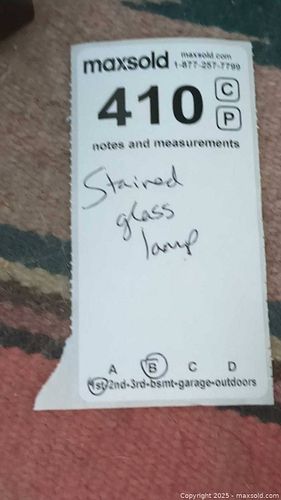 maxsold maxsold.com
1-877-257-7799
410 C
P
notes and measurements
Stained
glass
lamp
A B C D
1st-2nd-3rd-bsmt-garage-outdoors
Copyright 2025 - maxsold.com